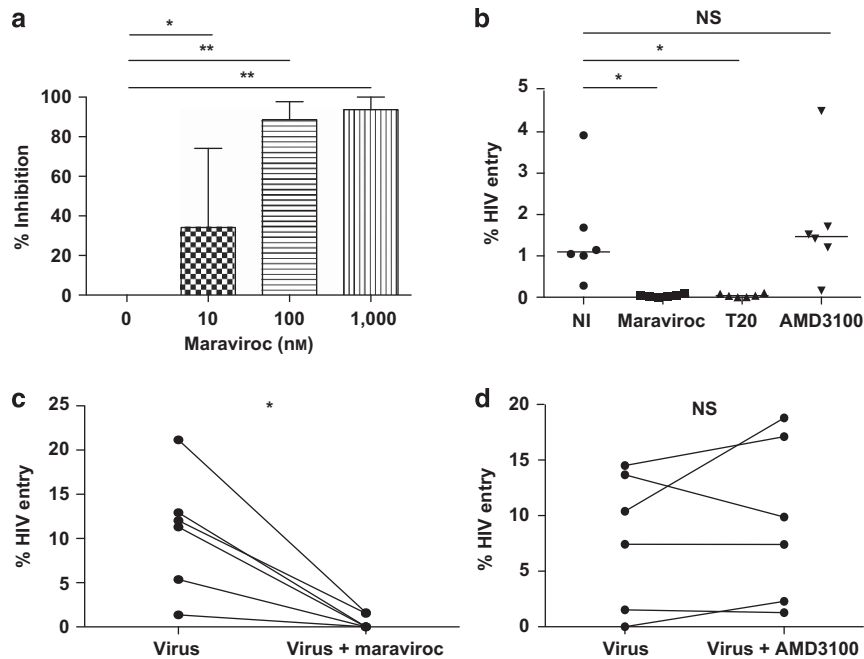 a
*
**
**
% Inhibition
100
80
60
40
20
0
0 10 100 1,000
Maraviroc (nM)
b
NS
*
*
% HIV entry
5
4
3
2
1
0
NI Maraviroc T20 AMD3100
c
*
% HIV entry
25
20
15
10
5
0
Virus Virus + maraviroc
d
NS
% HIV entry
20
15
10
5
0
Virus Virus + AMD3100